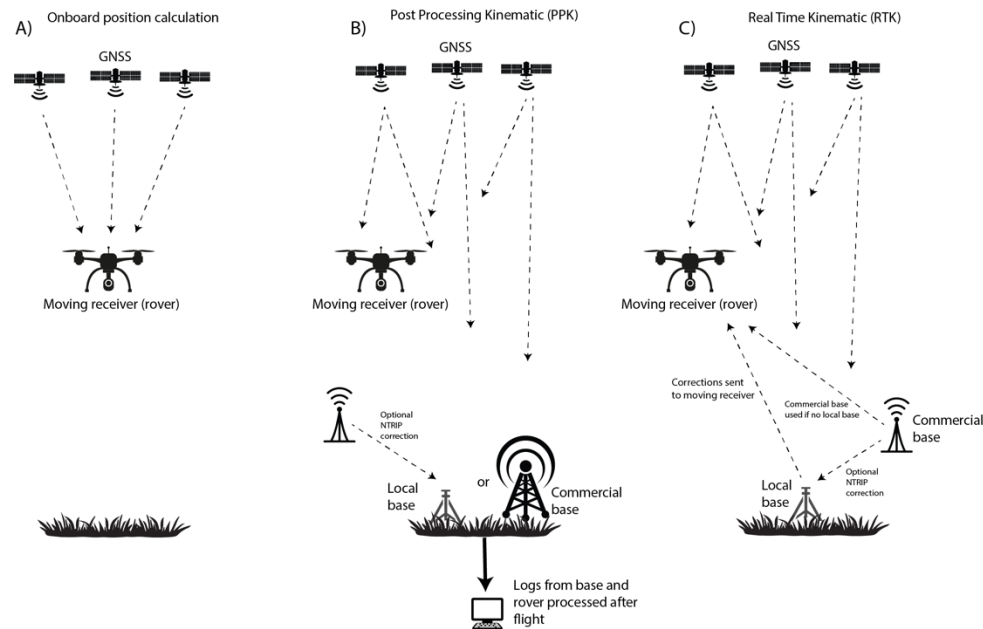 A)
Onboard position calculation
GNSS
Moving receiver (rover)
B)
Post Processing Kinematic (PPK)
GNSS
Moving receiver (rover)
Optional
NTRIP
correction
Local
base
or
Commercial
base
Logs from base and
rover processed after
flight
C)
Real Time Kinematic (RTK)
GNSS
Moving receiver (rover)
Corrections sent
to moving receiver
Commercial base
used if no local base
Commercial
base
Optional
NTRIP
correction
Local
base